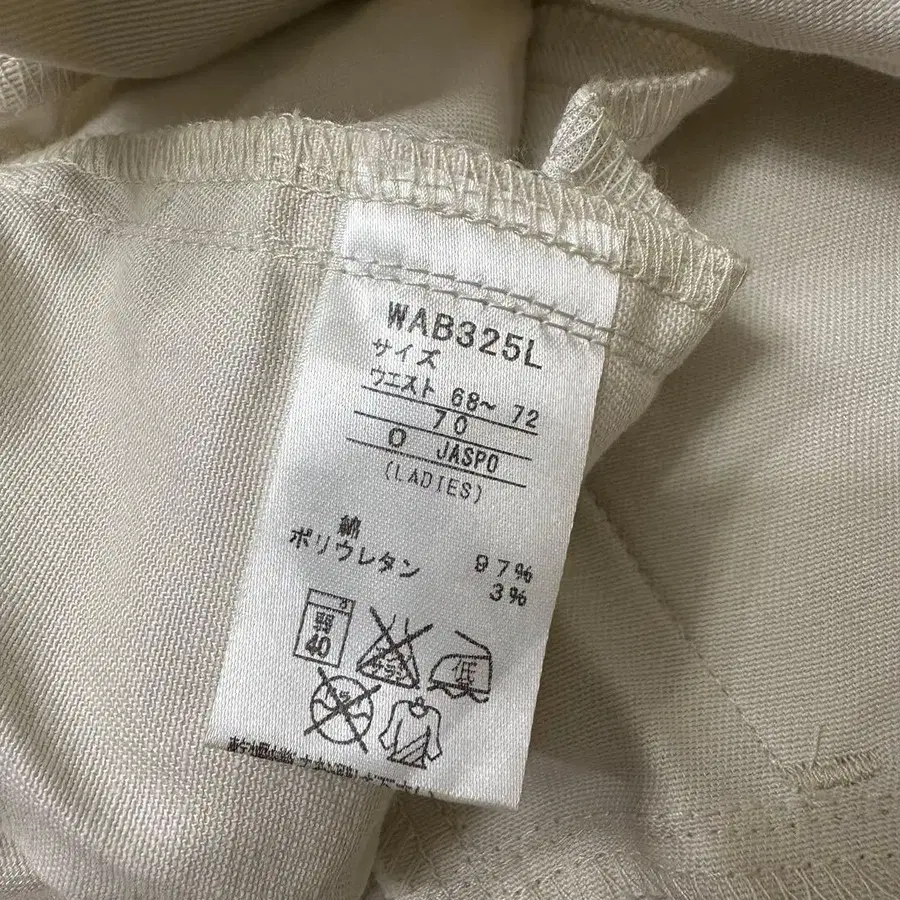 WAB325L
サイズ
ウエスト 68~ 72
70
O JASPO
(LADIES)
綿 97%
ポリウレタン 3%
弱
40
低